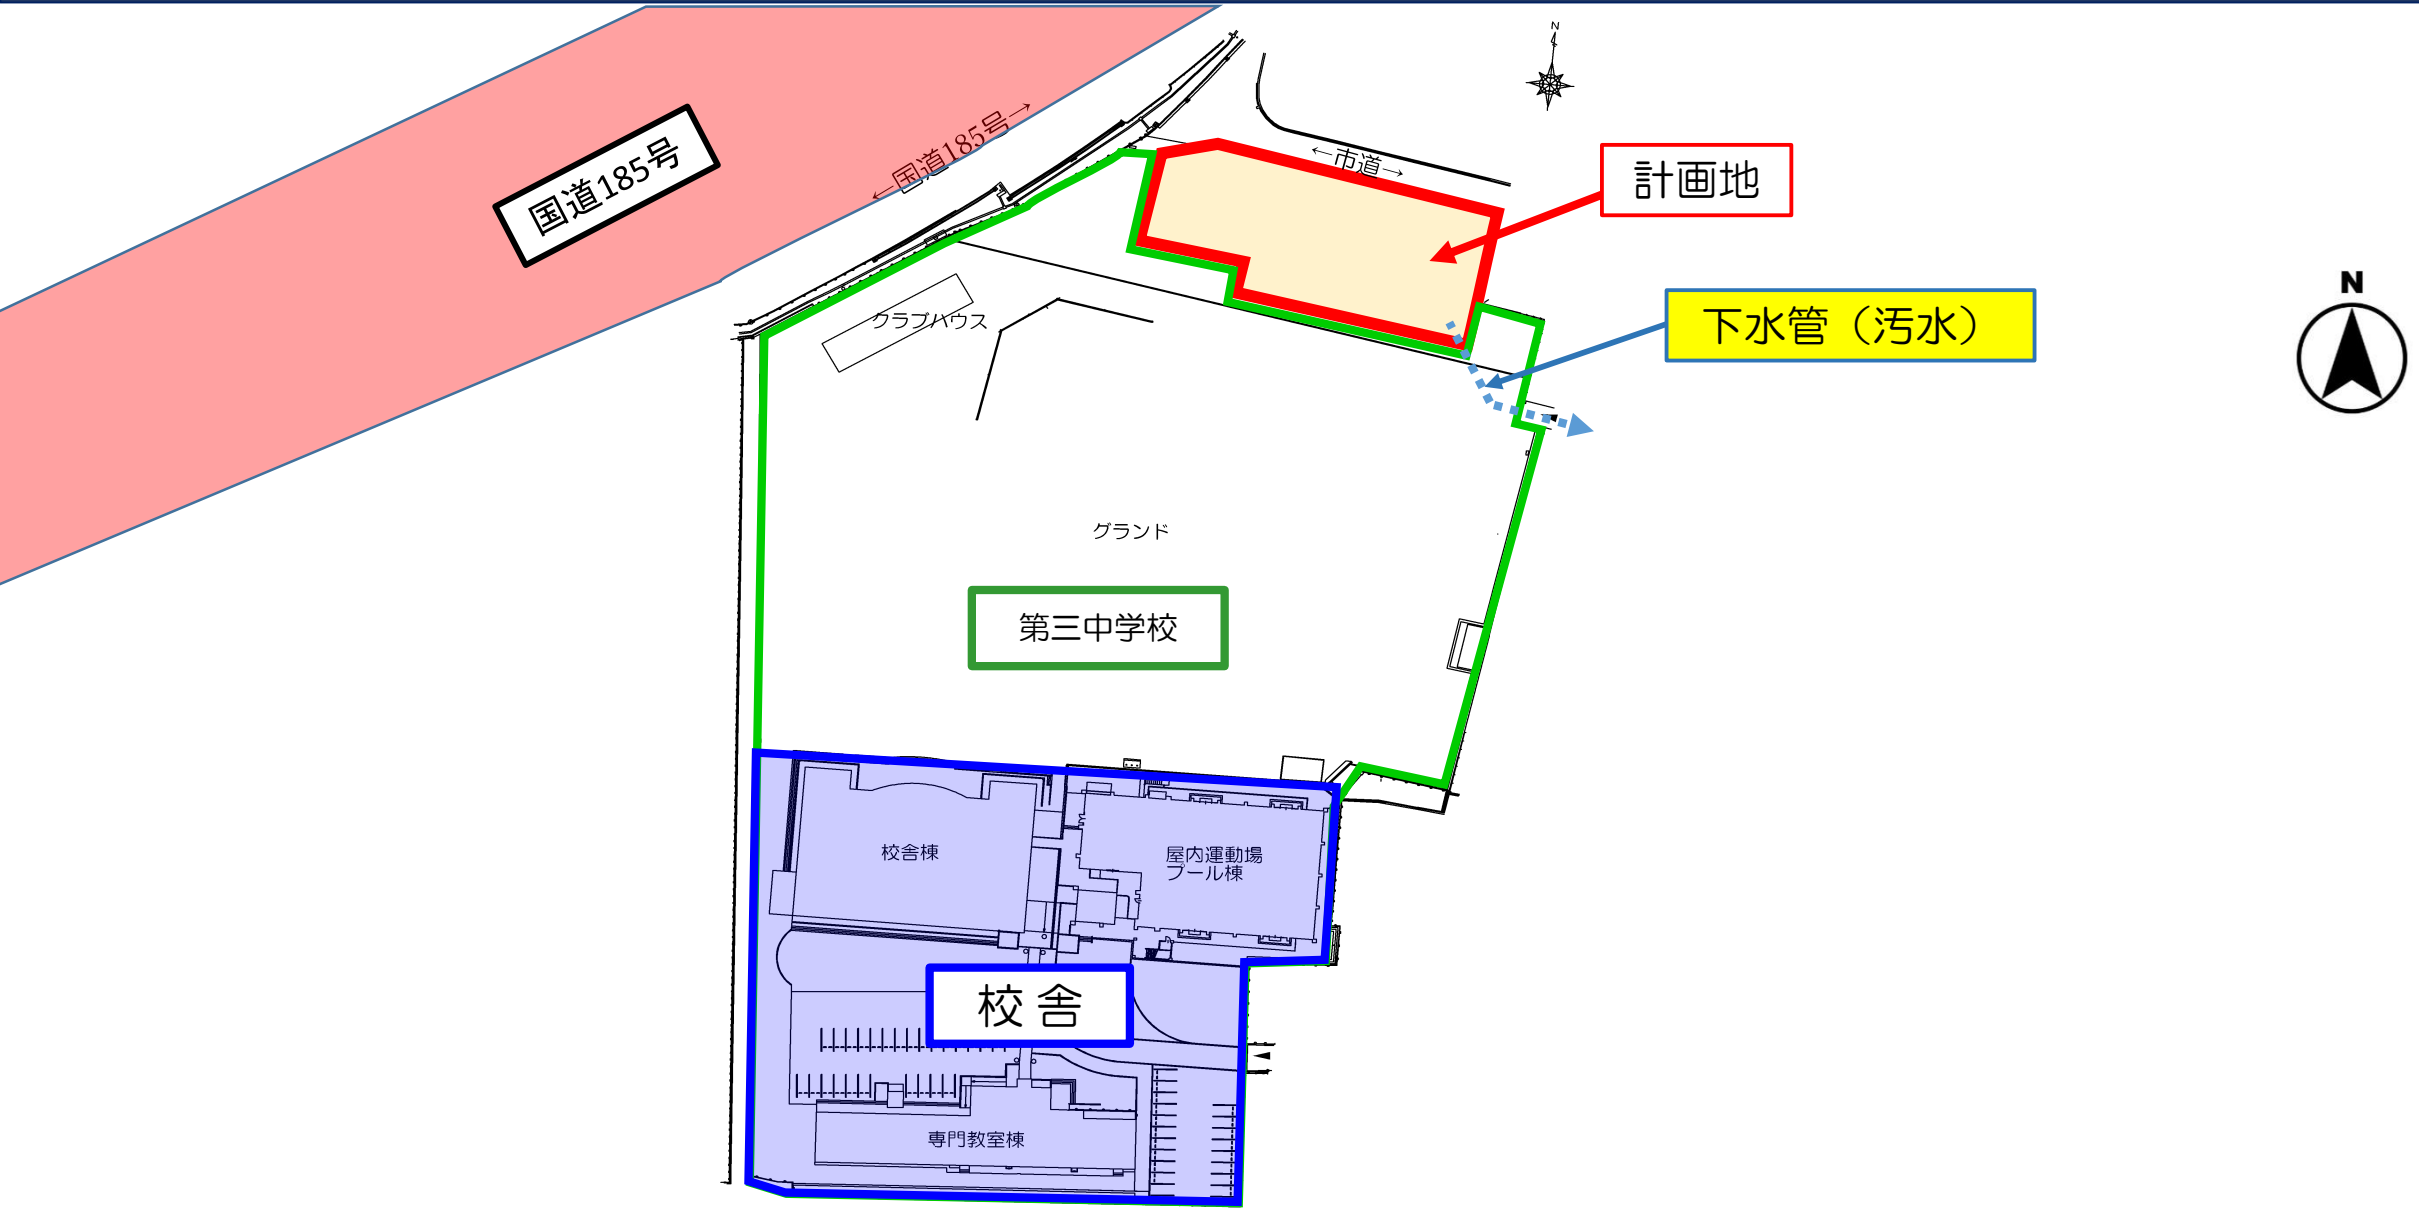 N
←国道185号→
国道185号
←市道→
計画地
N
下水管（汚水）
クラブハウス
グランド
第三中学校
校舎棟
屋内運動場
プール棟
校 舎
専門教室棟